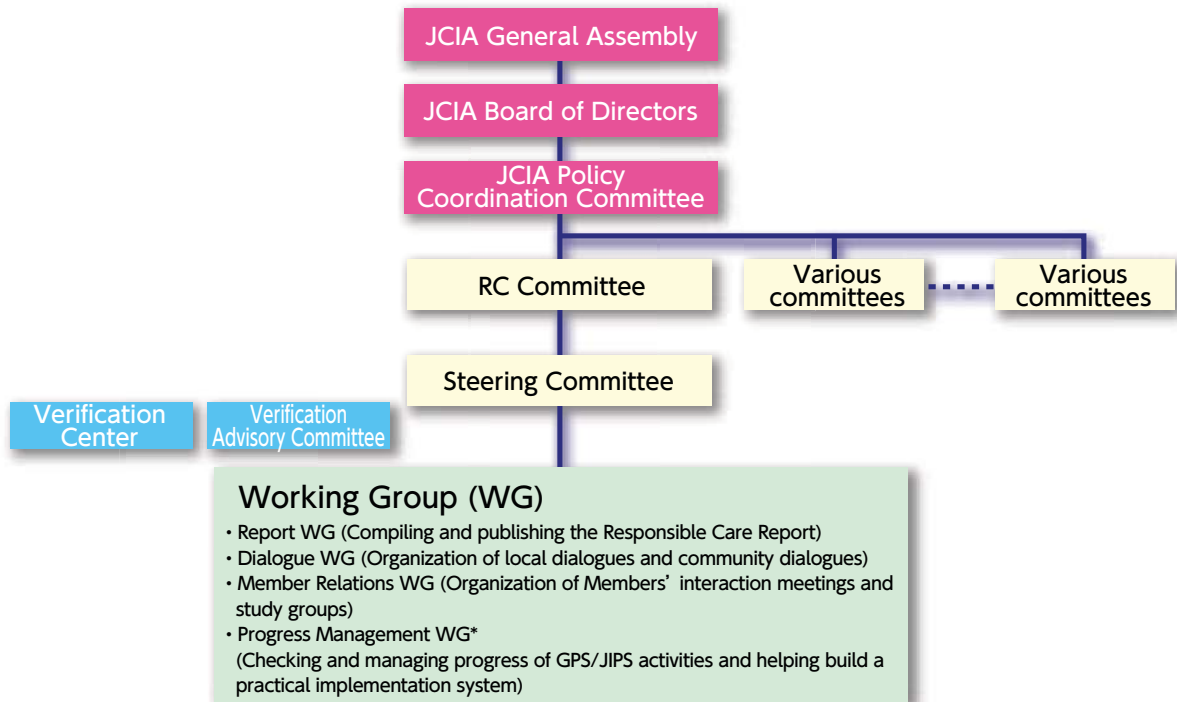 JCIA General Assembly
JCIA Board of Directors
JCIA Policy
Coordination Committee
RC Committee
Various
committees
Various
committees
Steering Committee
Verification
Center
Verification
Advisory Committee
Working Group (WG)
・Report WG (Compiling and publishing the Responsible Care Report)
・Dialogue WG (Organization of local dialogues and community dialogues)
・Member Relations WG (Organization of Members’ interaction meetings and
study groups)
・Progress Management WG*
(Checking and managing progress of GPS/JIPS activities and helping build a
practical implementation system)